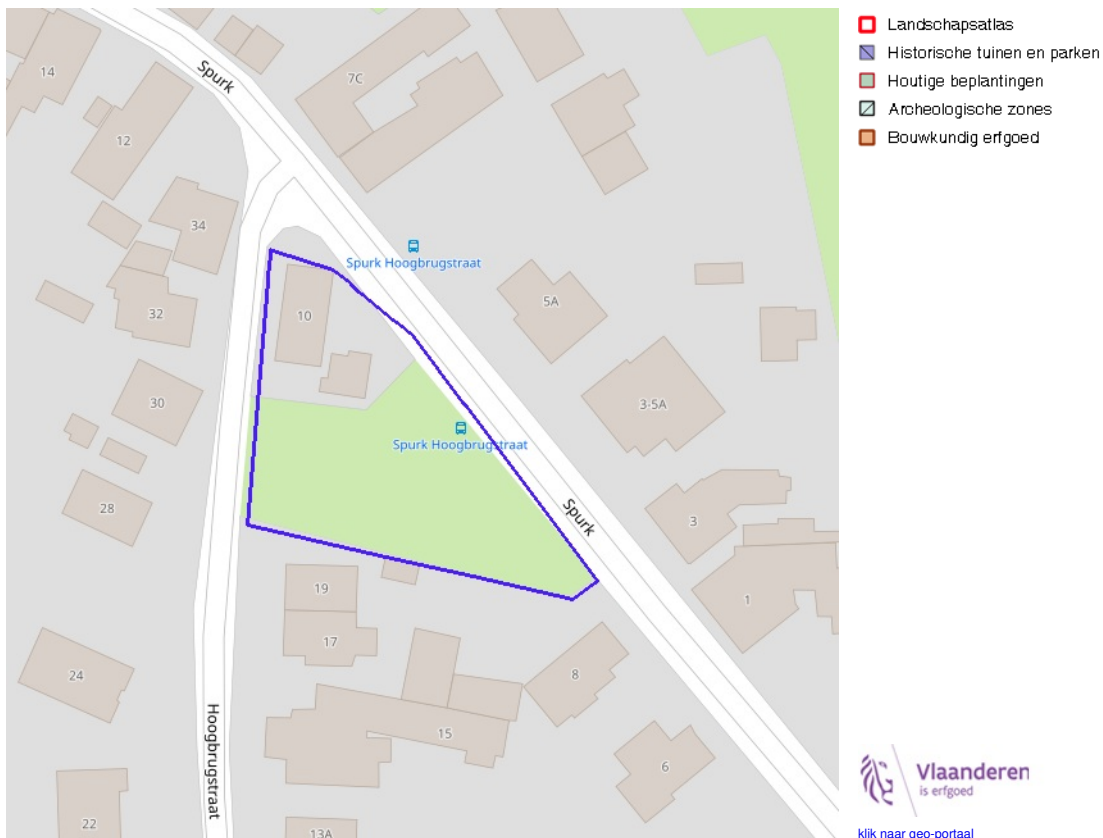 14
Spurk
7C
12
34
Spurk Hoogbrugstraat
5A
10
32
3-5A
30
Spurk Hoogbrugstraat
28
Spurk
3
19
1
17
24
8
Hoogbrugstraat
15
6
22
13A
Landschapsatlas
Historische tuinen en parken
Houtige beplantingen
Archeologische zones
Bouwkundig erfgoed
Vlaanderen
is erfgoed
klik naar geo-portaal